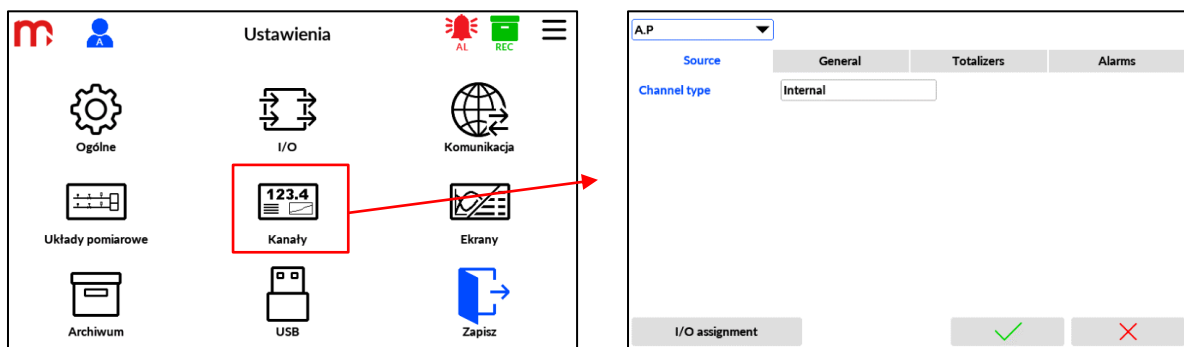 A
Ustawienia
AL
REC
Ogólne
I/O
Komunikacja
123.4
Układy pomiarowe
Kanały
Ekrany
Archiwum
USB
Zapisz
A.P
Source
General
Totalizers
Alarms
Channel type
Internal
I/O assignment